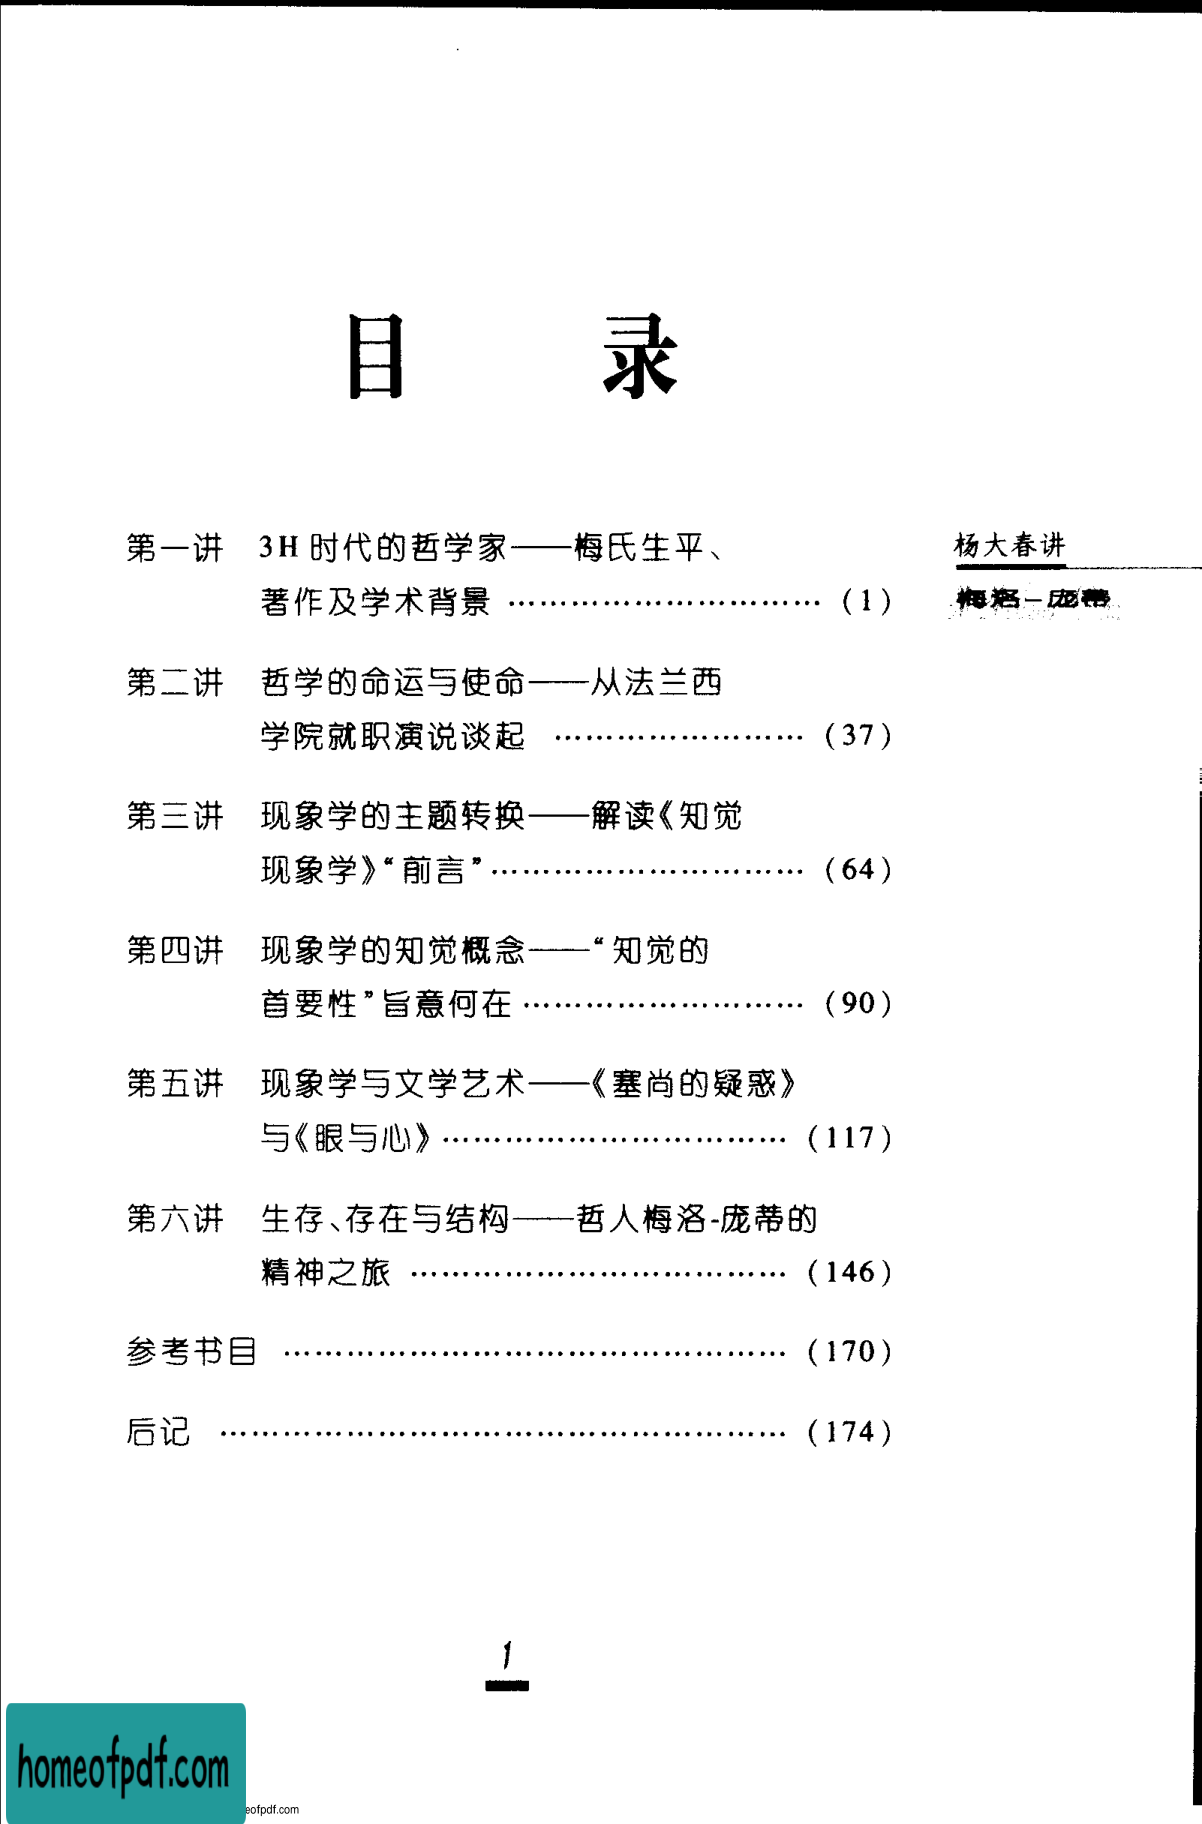 目 录
第一讲 3H 时代的哲学家——梅氏生平、
著作及学术背景 ………………………… (1)
第二讲 哲学的命运与使命——从法兰西
学院就职演说谈起 …………………… (37)
第三讲 现象学的主题转换——解读《知觉
现象学》“前言”………………………… (64)
第四讲 现象学的知觉概念——“知觉的
首要性”旨意何在 ……………………… (90)
第五讲 现象学与文学艺术——《塞尚的疑惑》
与《眼与心》…………………………… (117)
第六讲 生存、存在与结构——哲人梅洛-庞蒂的
精神之旅 ……………………………… (146)
参考书目 ………………………………………… (170)
后记 ……………………………………………… (174)
杨大春讲
梅洛-庞蒂
1
homeofpdf.com
eofpdf.com